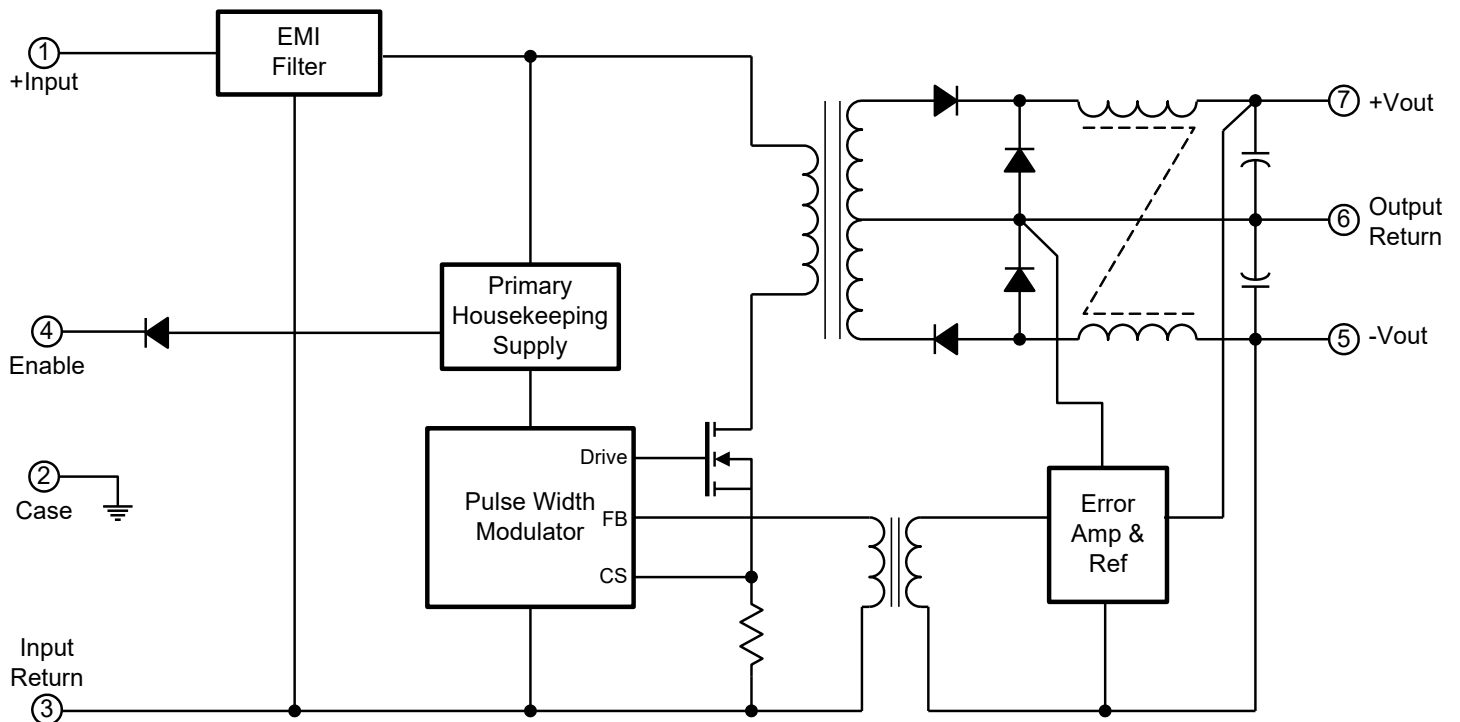 1
+Input
EMI
Filter
7
+Vout
6
Output
Return
Primary
Housekeeping
Supply
4
Enable
5
-Vout
Drive
2
Case
Pulse Width
Modulator
FB
CS
Error
Amp &
Ref
Input
Return
3